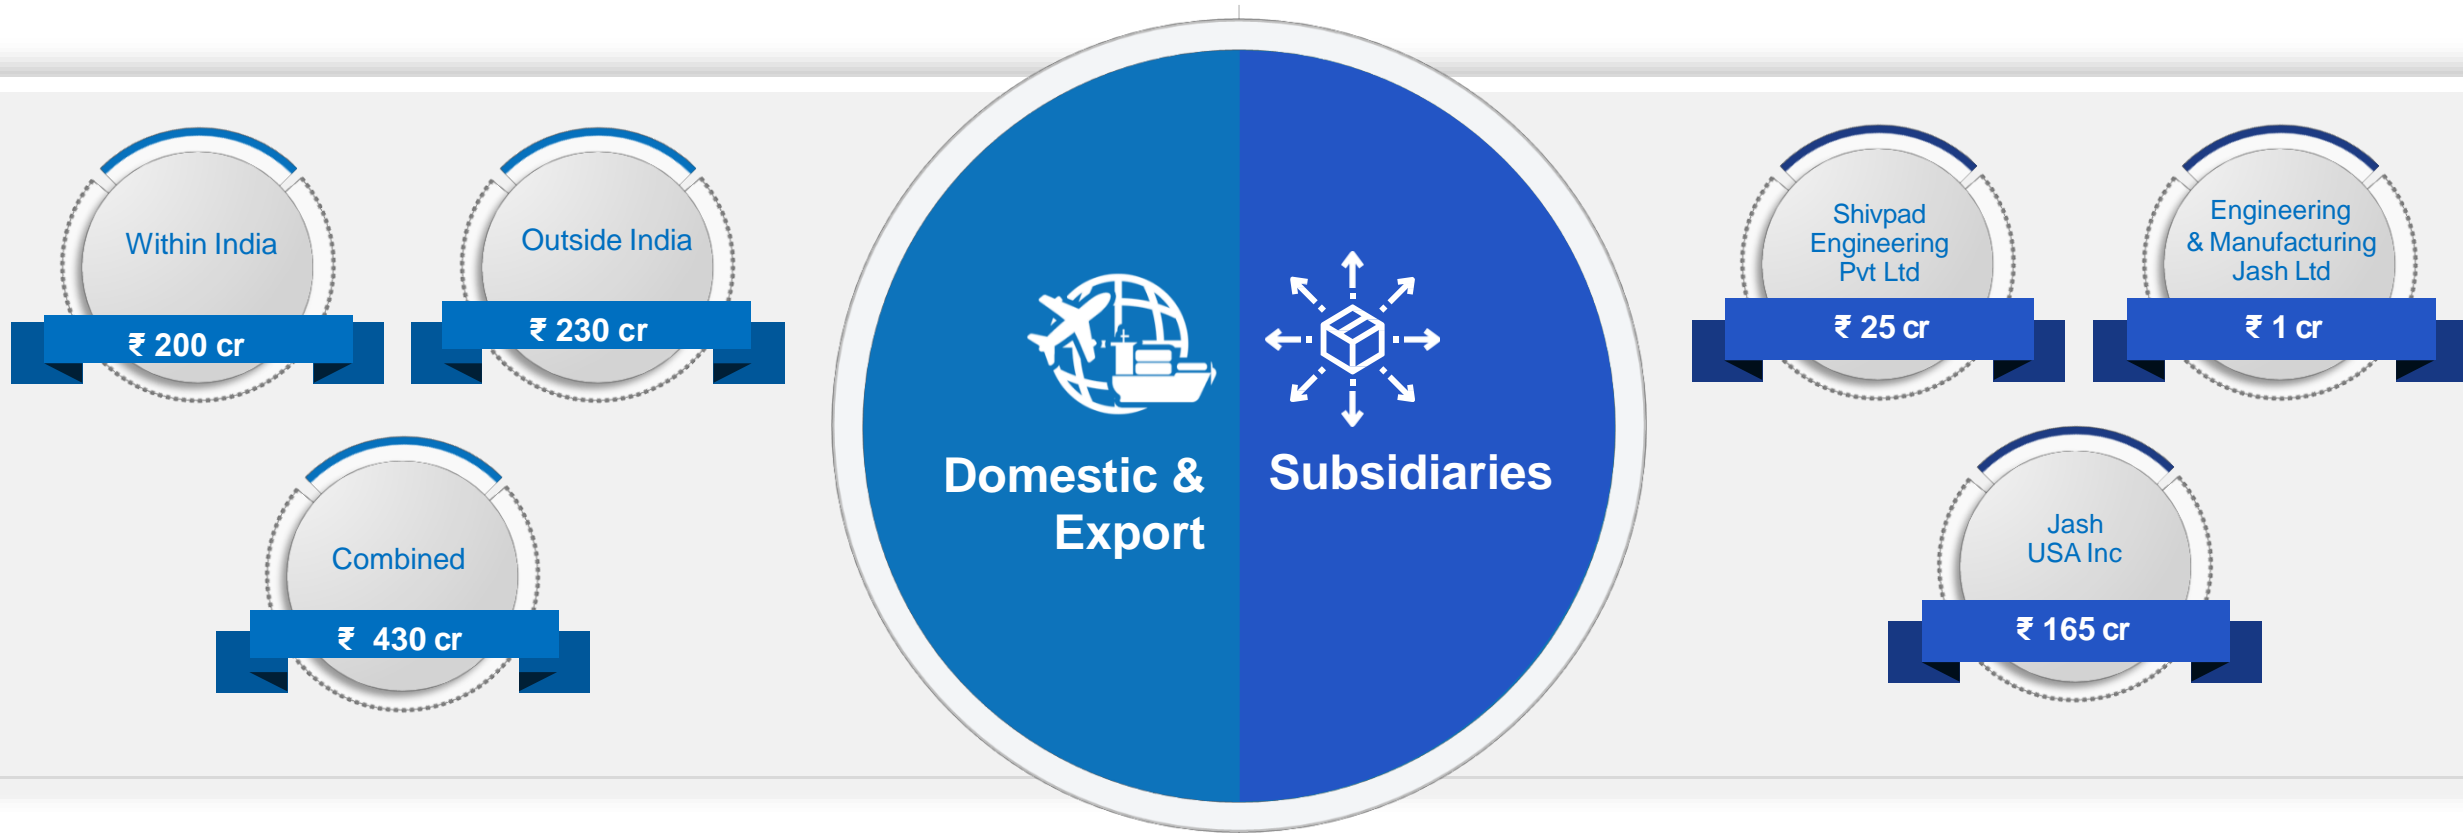 Within India
₹ 200 cr
Outside India
₹ 230 cr
Combined
₹ 430 cr
Domestic &
Export
Subsidiaries
Shivpad
Engineering
Pvt Ltd
₹ 25 cr
Engineering
& Manufacturing
Jash Ltd
₹ 1 cr
Jash
USA Inc
₹ 165 cr